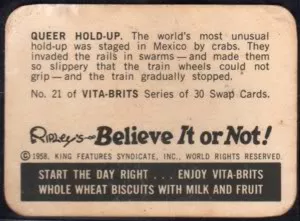 QUEER HOLD-UP. The world's most unusual
hold-up was staged in Mexico by crabs. They
invaded the rails in swarms — and made them
so slippery that the train wheels could not
grip — and the train gradually stopped.
No. 21 of VITA-BRITS Series of 30 Swap Cards.
Ripley's — Believe It or Not!
© 1958, KING FEATURES SYNDICATE, INC., WORLD RIGHTS RESERVED.
START THE DAY RIGHT . . . ENJOY VITA-BRITS
WHOLE WHEAT BISCUITS WITH MILK AND FRUIT